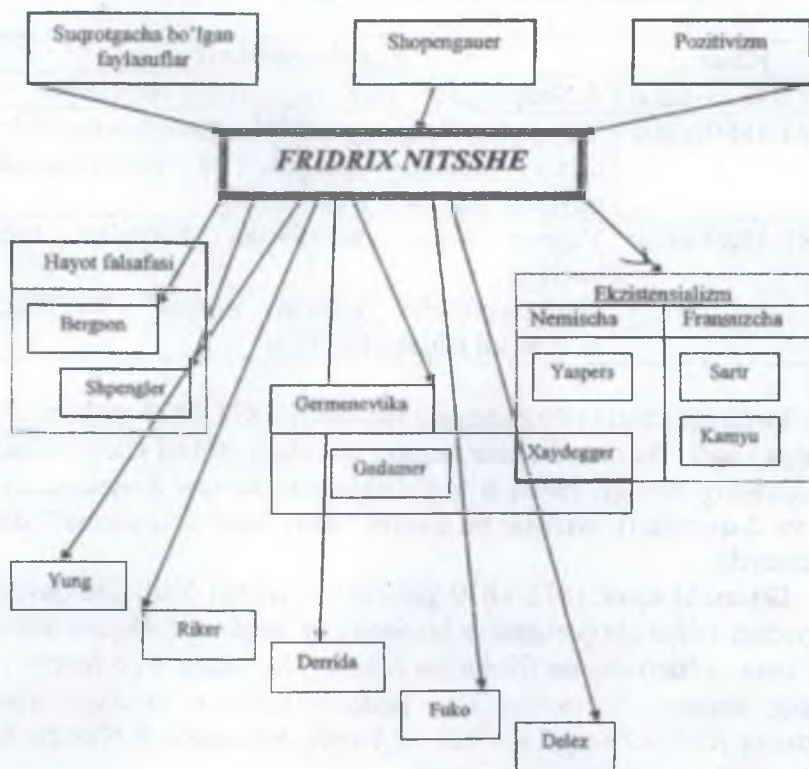 Suqrotgacha bo'lgan
faylasuflar
Shopengauer
Pozitivizm
FRIDRIX NITSSHE
Hayot falsafasi
Bergson
Shpengler
Germenevtika
Gadamer
Ekzistensializm
Nemischa
Fransuzcha
Yaspers
Sartr
Xaydegger
Kamyu
Yung
Riker
Derrida
Fuko
Delez